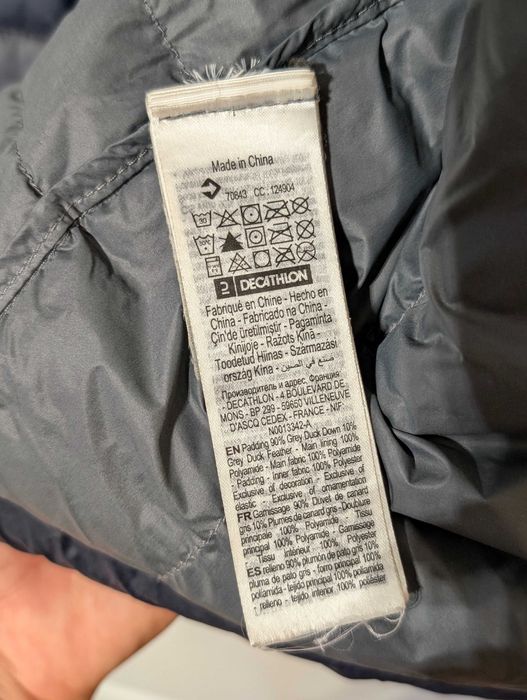 Made in China
70643 CC : 124904
30
30°C
DECATHLON
Fabriqué en Chine - Hecho en
China - Fabricado na China -
Çin'de üretilmiştir - Pagaminta
Kinijoje - Ražots Ķīnā -
Toodetud Hiinas - Származási
ország Kína - صنع في الصين
Производитель и адрес, Франция
- DECATHLON - 4 BOULEVARD DE
MONS - BP 299 - 59650 VILLENEUVE
D'ASCQ CEDEX - FRANCE - NIF
N0013342-A
EN Padding 90% Grey Duck Down 10%
Grey Duck Feather - Main lining 100%
Polyamide - Main fabric 100% Polyamide
- Padding - inner fabric 100% Polyester
Exclusive of decoration - Exclusive of
elastic - Exclusive of ornamentation
FR Garnissage 90% Duvet de canard
gris 10% Plumes de canard gris - Doublure
principale 100% Polyamide - Tissu
principal 100% Polyamide - Garnissage
- Tissu intérieur 100% Polyester
ES relleno 90% plumón de pato gris 10%
pluma de pato gris - forro principal 100%
poliamida - tejido principal 100% poliamida
- relleno - tejido interior 100% poliéster